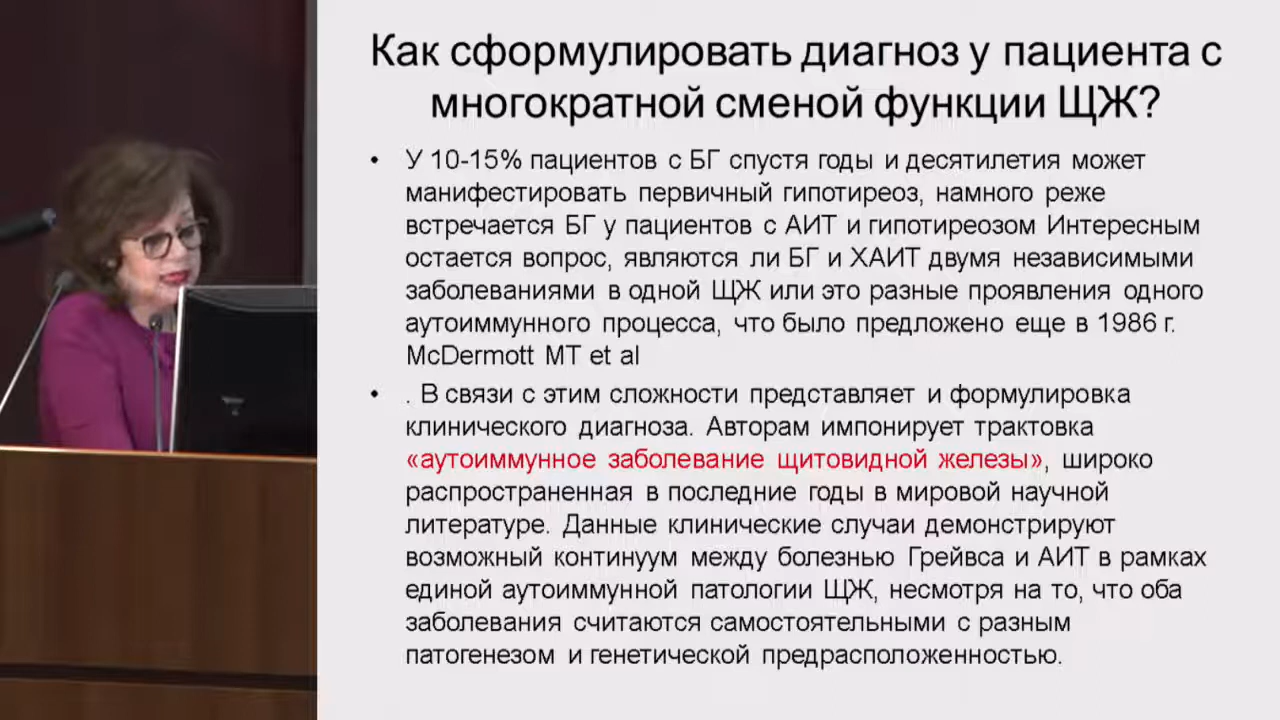 Как сформулировать диагноз у пациента с
многократной сменой функции ЩЖ?
• У 10-15% пациентов с БГ спустя годы и десятилетия может
манифестировать первичный гипотиреоз, намного реже
встречается БГ у пациентов с АИТ и гипотиреозом Интересным
остается вопрос, являются ли БГ и ХАИТ двумя независимыми
заболеваниями в одной ЩЖ или это разные проявления одного
аутоиммунного процесса, что было предложено еще в 1986 г.
McDermott MT et al
• . В связи с этим сложности представляет и формулировка
клинического диагноза. Авторам импонирует трактовка
«аутоиммунное заболевание щитовидной железы», широко
распространенная в последние годы в мировой научной
литературе. Данные клинические случаи демонстрируют
возможный континуум между болезнью Грейвса и АИТ в рамках
единой аутоиммунной патологии ЩЖ, несмотря на то, что оба
заболевания считаются самостоятельными с разным
патогенезом и генетической предрасположенностью.